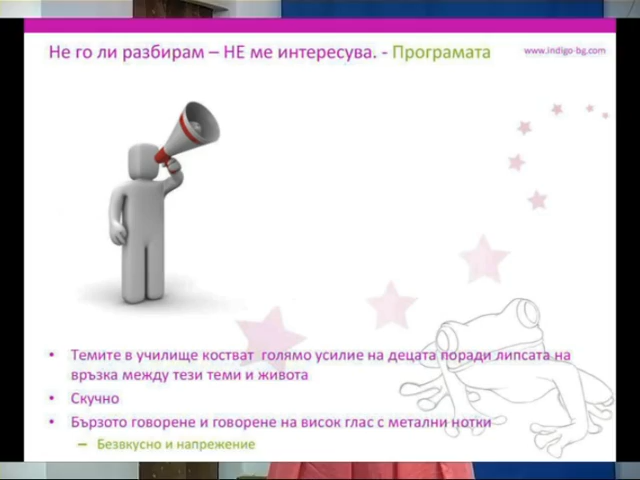 Не го ли разбирам – НЕ ме интересува. - Програмата
www.indigo-bg.com
• Темите в училище костват голямо усилие на децата поради липсата на
връзка между тези теми и живота
• Скучно
• Бързото говорене и говорене на висок глас с метални нотки
– Безвкусно и напрежение